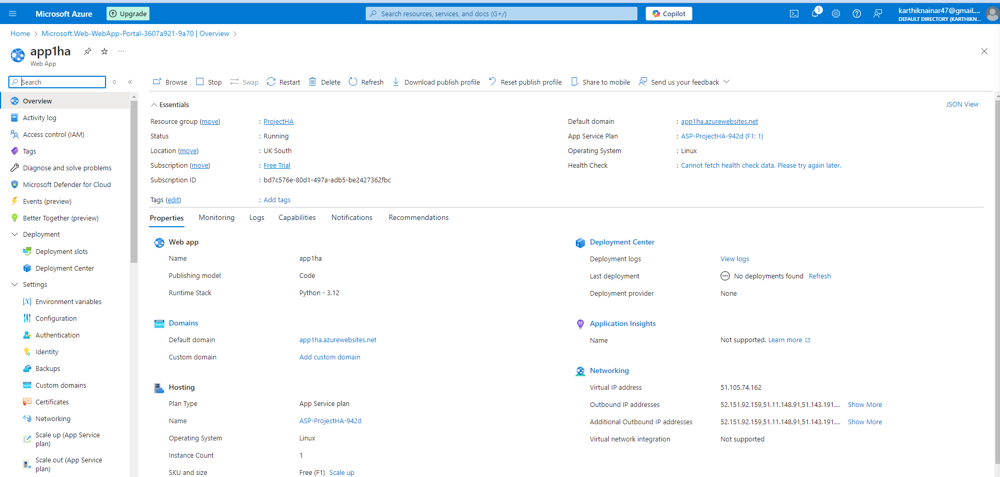 Microsoft Azure
Upgrade
Search resources, services, and docs (G+/)
Copilot
3
karthiknainar47@gmail....
DEFAULT DIRECTORY (KARTHIKN...
Home > Microsoft.Web-WebApp-Portal-3607a921-9a70 | Overview >
app1ha
Web App
Search
Browse Stop Swap Restart Delete Refresh Download publish profile Reset publish profile Share to mobile Send us your feedback
Overview
Activity log
Access control (IAM)
Tags
Diagnose and solve problems
Microsoft Defender for Cloud
Events (preview)
Better Together (preview)
Deployment
Deployment slots
Deployment Center
Settings
Environment variables
Configuration
Authentication
Identity
Backups
Custom domains
Certificates
Networking
Scale up (App Service
plan)
Scale out (App Service
plan)
Essentials
JSON View
Resource group (move) : ProjectHA
Status : Running
Location (move) : UK South
Subscription (move) : Free Trial
Subscription ID : bd7c576e-80d1-497a-adb5-be2427362fbc
Tags (edit) : Add tags
Default domain : app1ha.azurewebsites.net
App Service Plan : ASP-ProjectHA-942d (F1: 1)
Operating System : Linux
Health Check : Cannot fetch health check data. Please try again later.
Properties Monitoring Logs Capabilities Notifications Recommendations
Web app
Name app1ha
Publishing model Code
Runtime Stack Python - 3.12
Domains
Default domain app1ha.azurewebsites.net
Custom domain Add custom domain
Hosting
Plan Type App Service plan
Name ASP-ProjectHA-942d
Operating System Linux
Instance Count 1
SKU and size Free (F1) Scale up
Deployment Center
Deployment logs View logs
Last deployment No deployments found Refresh
Deployment provider None
Application Insights
Name Not supported. Learn more
Networking
Virtual IP address 51.105.74.162
Outbound IP addresses 52.151.92.159,51.11.148.91,51.143.191.... Show More
Additional Outbound IP addresses 52.151.92.159,51.11.148.91,51.143.191.... Show More
Virtual network integration Not supported